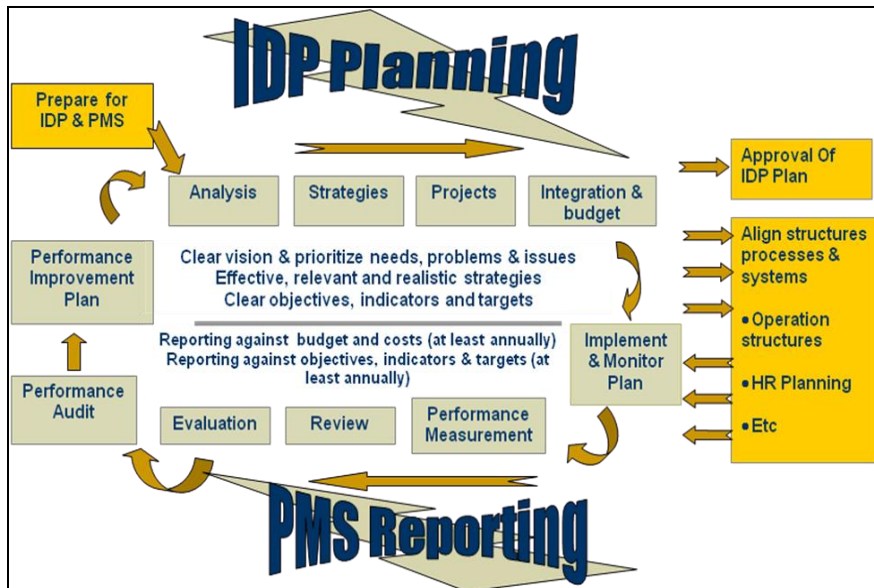 IDP Planning
Prepare for
IDP & PMS
Analysis
Strategies
Projects
Integration &
budget
Approval Of
IDP Plan
Performance
Improvement
Plan
Clear vision & prioritize needs, problems & issues
Effective, relevant and realistic strategies
Clear objectives, indicators and targets
Align structures
processes &
systems
•Operation
structures
•HR Planning
•Etc
Reporting against budget and costs (at least annually)
Reporting against objectives, indicators & targets (at
least annually)
Implement
& Monitor
Plan
Performance
Audit
Evaluation
Review
Performance
Measurement
PMS Reporting